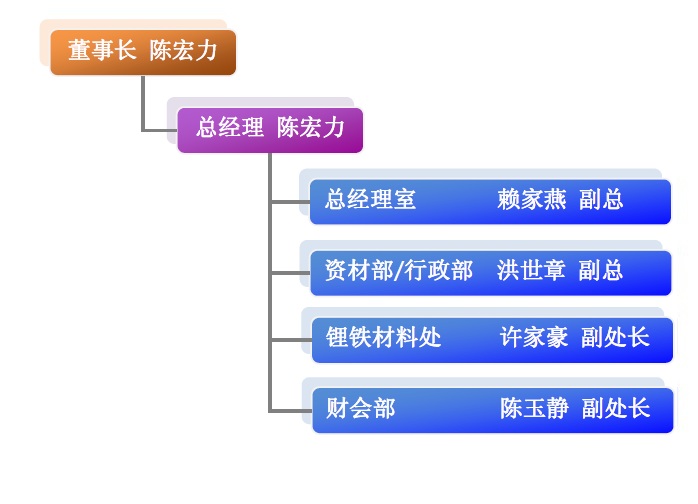 董事长 陈宏力
总经理 陈宏力
总经理室 赖家燕 副总
资材部/行政部 洪世章 副总
锂铁材料处 许家豪 副处长
财会部 陈玉静 副处长